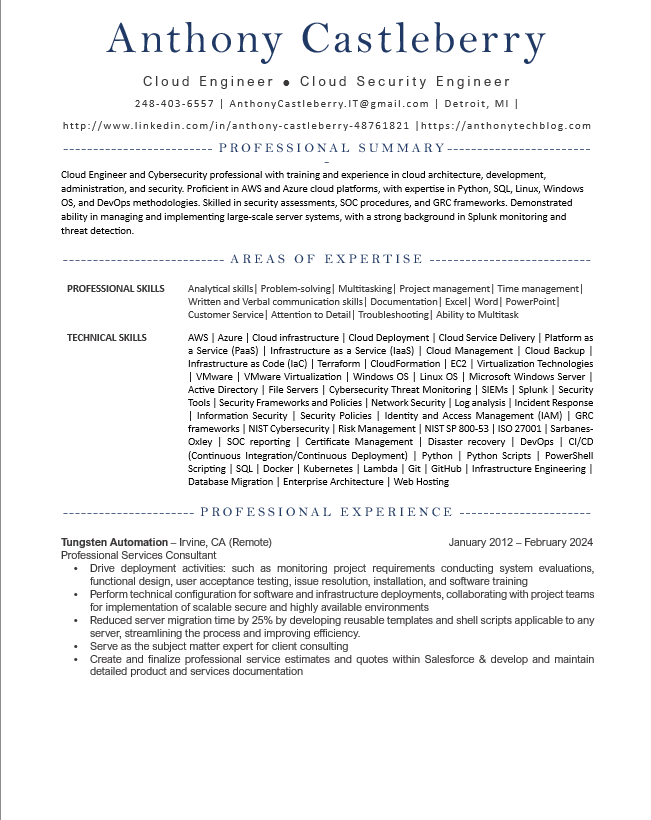 Anthony Castleberry
Cloud Engineer ● Cloud Security Engineer
248-403-6557 | AnthonyCastleberry.IT@gmail.com | Detroit, MI |
http://www.linkedin.com/in/anthony-castleberry-48761821 |https://anthonytechblog.com
------------------------ PROFESSIONAL SUMMARY-----------------------
-
Cloud Engineer and Cybersecurity professional with training and experience in cloud architecture, development,
administration, and security. Proficient in AWS and Azure cloud platforms, with expertise in Python, SQL, Linux, Windows
OS, and DevOps methodologies. Skilled in security assessments, SOC procedures, and GRC frameworks. Demonstrated
ability in managing and implementing large-scale server systems, with a strong background in Splunk monitoring and
threat detection.
-------------------------- AREAS OF EXPERTISE --------------------------
PROFESSIONAL SKILLS
Analytical skills| Problem-solving| Multitasking| Project management| Time management|
Written and Verbal communication skills| Documentation| Excel| Word| PowerPoint|
Customer Service| Attention to Detail| Troubleshooting| Ability to Multitask
TECHNICAL SKILLS
AWS | Azure | Cloud infrastructure | Cloud Deployment | Cloud Service Delivery | Platform as
a Service (PaaS) | Infrastructure as a Service (IaaS) | Cloud Management | Cloud Backup |
Infrastructure as Code (IaC) | Terraform | CloudFormation | EC2 | Virtualization Technologies
| VMware | VMware Virtualization | Windows OS | Linux OS | Microsoft Windows Server |
Active Directory | File Servers | Cybersecurity Threat Monitoring | SIEMs | Splunk | Security
Tools | Security Frameworks and Policies | Network Security | Log analysis | Incident Response
| Information Security | Security Policies | Identity and Access Management (IAM) | GRC
frameworks | NIST Cybersecurity | Risk Management | NIST SP 800-53 | ISO 27001 | Sarbanes-
Oxley | SOC reporting | Certificate Management | Disaster recovery | DevOps | CI/CD
(Continuous Integration/Continuous Deployment) | Python | Python Scripts | PowerShell
Scripting | SQL | Docker | Kubernetes | Lambda | Git | GitHub | Infrastructure Engineering |
Database Migration | Enterprise Architecture | Web Hosting
--------------------- PROFESSIONAL EXPERIENCE ---------------------
Tungsten Automation – Irvine, CA (Remote) January 2012 – February 2024
Professional Services Consultant
• Drive deployment activities: such as monitoring project requirements conducting system evaluations,
functional design, user acceptance testing, issue resolution, installation, and software training
• Perform technical configuration for software and infrastructure deployments, collaborating with project teams
for implementation of scalable secure and highly available environments
• Reduced server migration time by 25% by developing reusable templates and shell scripts applicable to any
server, streamlining the process and improving efficiency.
• Serve as the subject matter expert for client consulting
• Create and finalize professional service estimates and quotes within Salesforce & develop and maintain
detailed product and services documentation